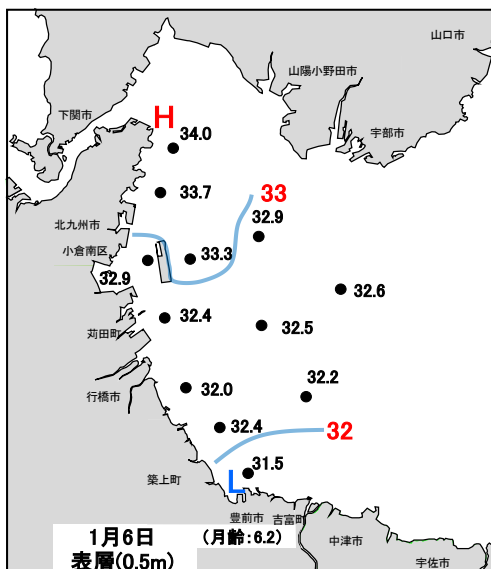 山口市
山陽小野田市
下関市
H
34.0
宇部市
33.7
33
北九州市
32.9
小倉南区
33.3
32.9
32.6
32.4
32.5
苅田町
32.0
32.2
行橋市
32.4
32
31.5
築上町
L
豊前市
吉富町
1月6日 (月齢:6.2)
中津市
表層(0.5m)
宇佐市